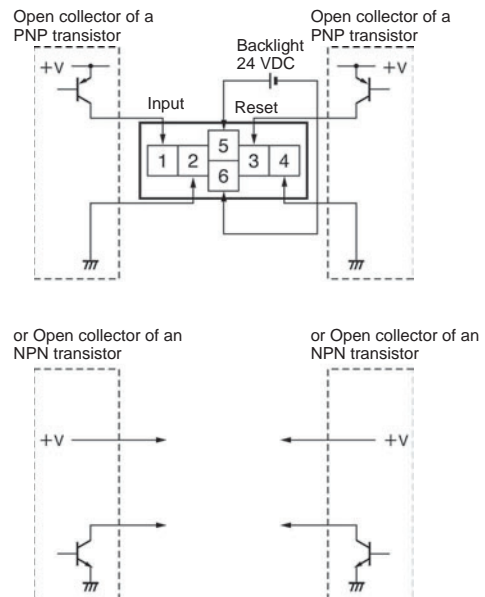 Open collector of a
PNP transistor
Open collector of a
PNP transistor
+V
Backlight
24 VDC
+V
Input
Reset
1 2 5 3 4
6
or Open collector of an
NPN transistor
or Open collector of an
NPN transistor
+V
+V